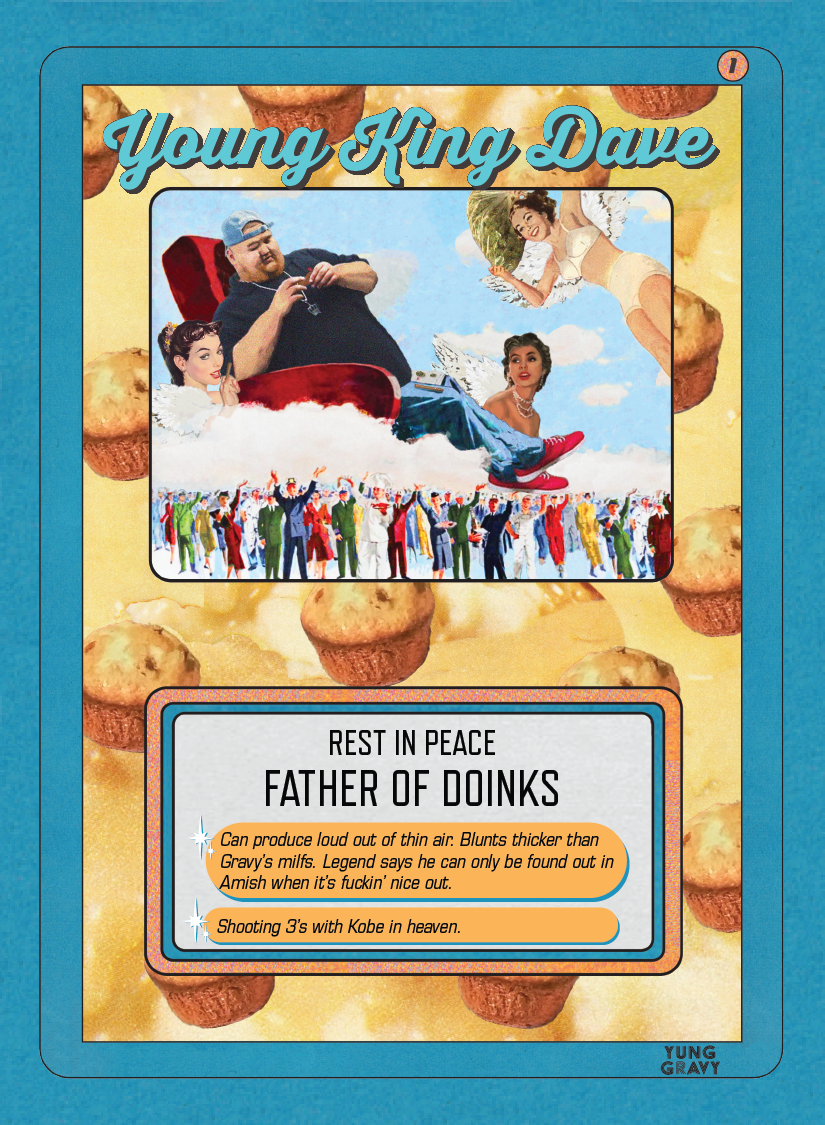 1
Young King Dave
REST IN PEACE
FATHER OF DOINKS
Can produce loud out of thin air. Blunts thicker than
Gravy's milfs. Legend says he can only be found out in
Amish when it's fuckin' nice out.
Shooting 3's with Kobe in heaven.
YUNG
GRAVY